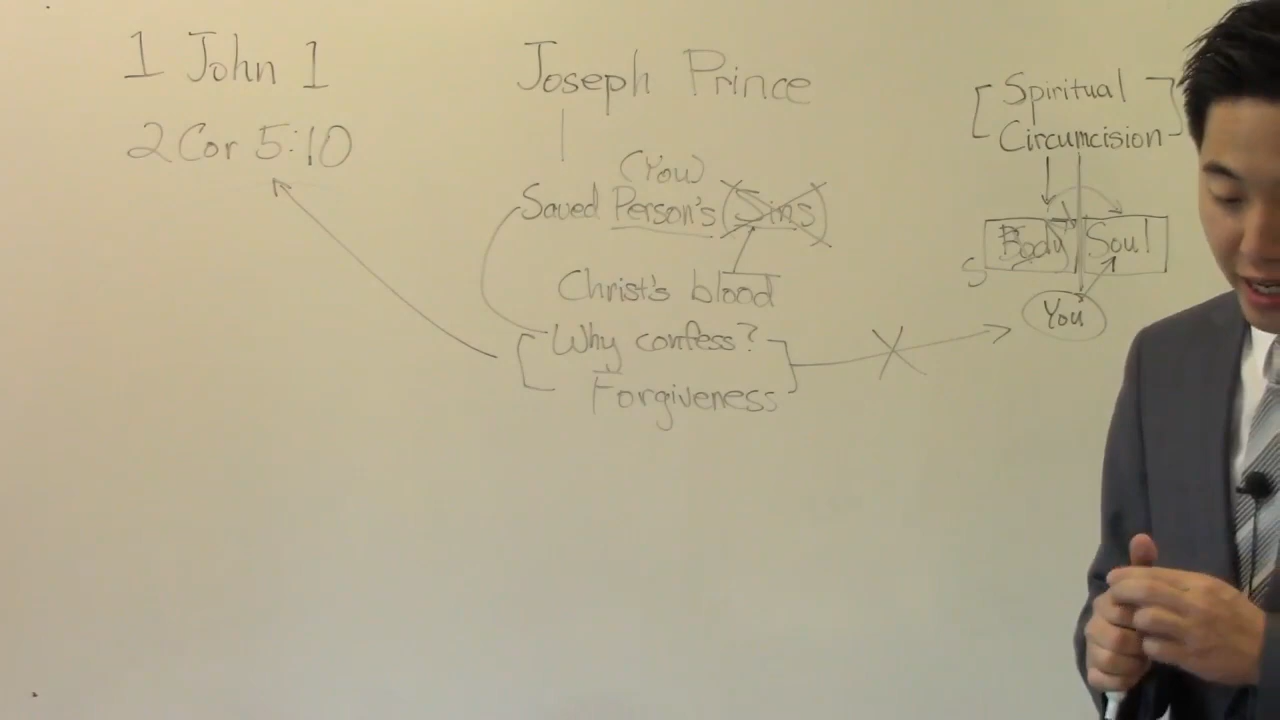 1 John 1
2 Cor 5:10
Joseph Prince
(You)
Saved Person's (Sins)
Christ's blood
[Why confess?]
Forgiveness
[Spiritual
Circumcision]
Body Soul
S
You